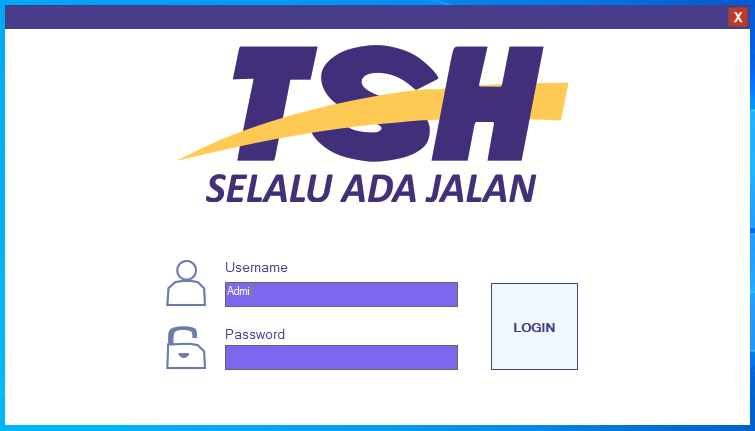 X
TSH
SELALU ADA JALAN
Username
Admi
Password
LOGIN